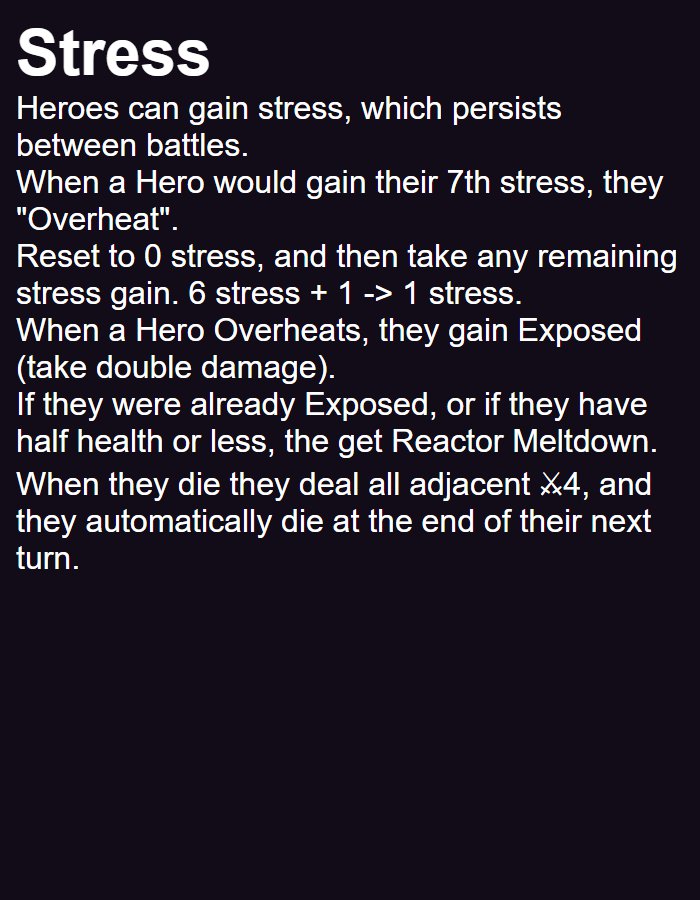 Stress
Heroes can gain stress, which persists
between battles.
When a Hero would gain their 7th stress, they
"Overheat".
Reset to 0 stress, and then take any remaining
stress gain. 6 stress + 1 -> 1 stress.
When a Hero Overheats, they gain Exposed
(take double damage).
If they were already Exposed, or if they have
half health or less, the get Reactor Meltdown.
When they die they deal all adjacent ⚔4, and
they automatically die at the end of their next
turn.